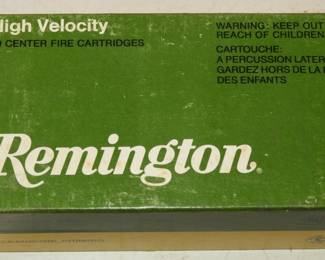 High Velocity
CENTER FIRE CARTRIDGES
WARNING: KEEP OUT
REACH OF CHILDREN
CARTOUCHE:
A PERCUSSION LATER
GARDEZ HORS DE LA
DES ENFANTS
Remington.